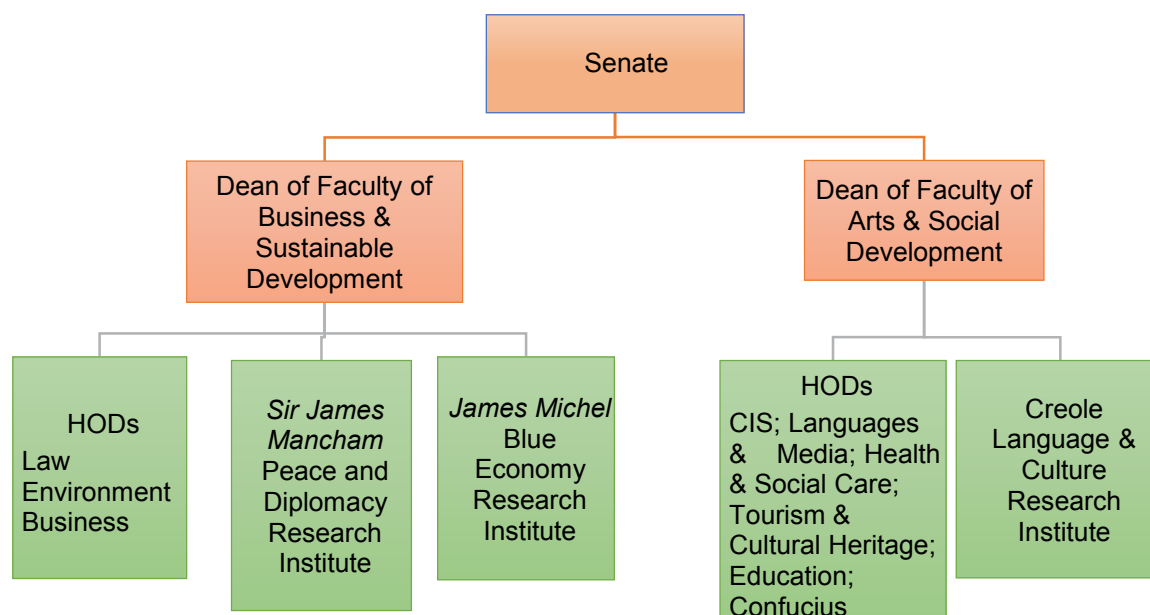 Senate
Dean of Faculty of
Business &
Sustainable
Development
Dean of Faculty of
Arts & Social
Development
HODs
Law
Environment
Business
Sir James
Mancham
Peace and
Diplomacy
Research
Institute
James Michel
Blue
Economy
Research
Institute
HODs
CIS; Languages
& Media; Health
& Social Care;
Tourism &
Cultural Heritage;
Education;
Confucius
Creole
Language &
Culture
Research
Institute